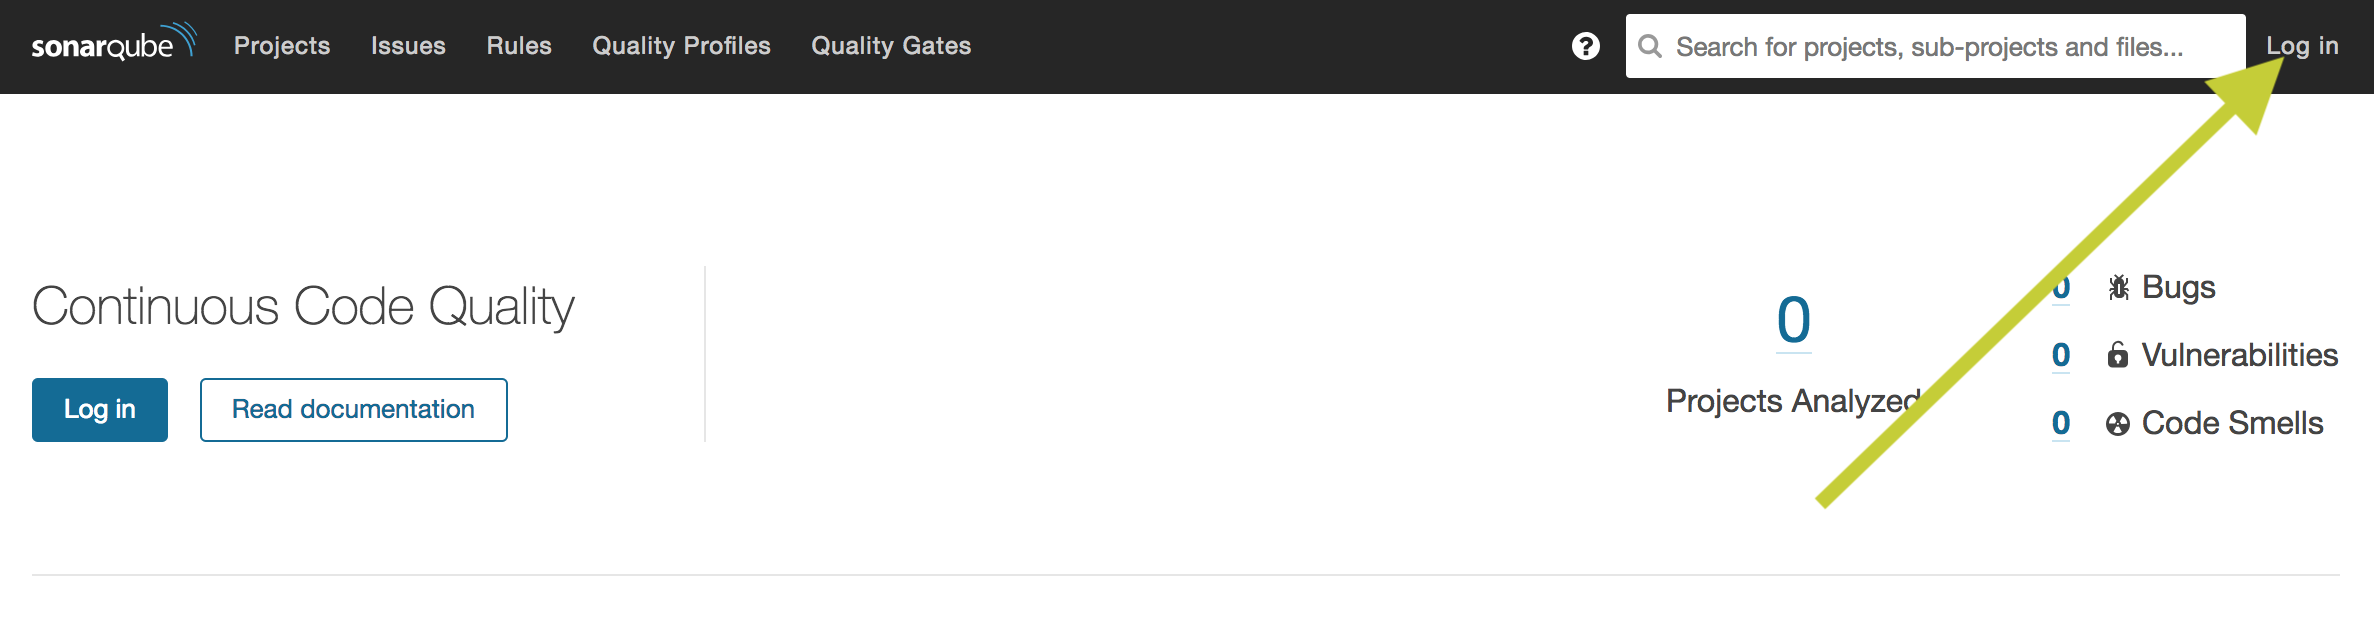 sonarqube Projects Issues Rules Quality Profiles Quality Gates ? Search for projects, sub-projects and files... Log in
Continuous Code Quality
Log in Read documentation
0
Projects Analyzed
0 Bugs
0 Vulnerabilities
0 Code Smells